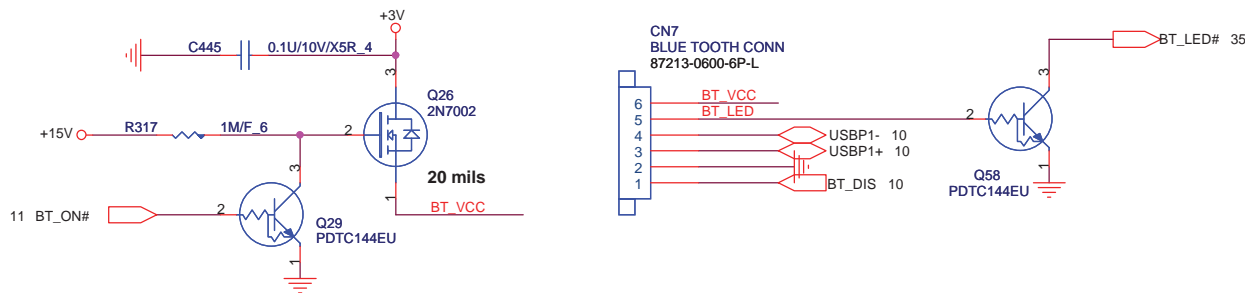 +3V
C445 0.1U/10V/X5R_4
3
Q26
2N7002
+15V R317 1M/F_6 2
20 mils
1
BT_VCC
3
11 BT_ON# 2
Q29
PDTC144EU
1
CN7
BLUE TOOTH CONN
87213-0600-6P-L
6 BT_VCC
5 BT_LED
4 USBP1- 10
3 USBP1+ 10
2
1 BT_DIS 10
BT_LED# 35
3
2
1
Q58
PDTC144EU